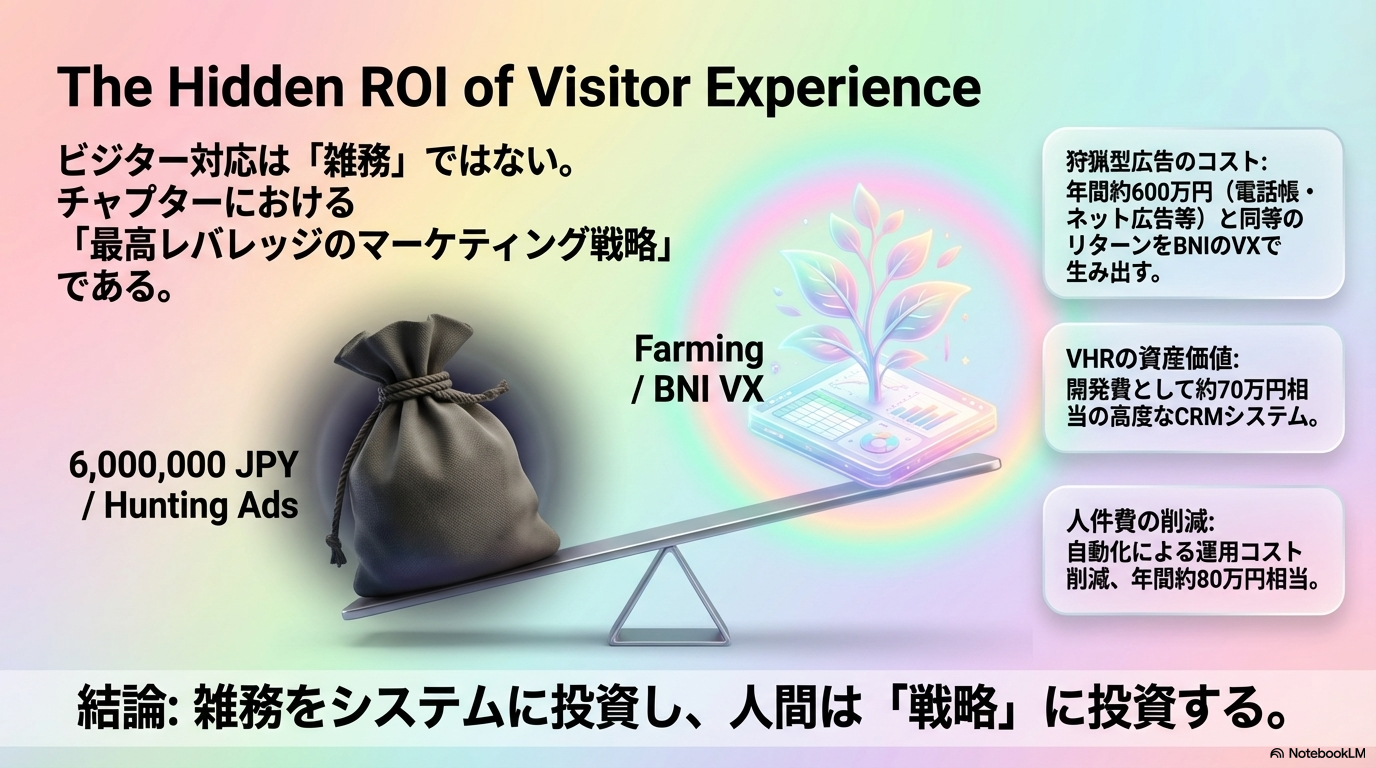 The Hidden ROI of Visitor Experience
ビジター対応は「雑務」ではない。
チャプターにおける
「最高レバレッジのマーケティング戦略」
である。
6,000,000 JPY
/ Hunting Ads
Farming
/ BNI VX
狩猟型広告のコスト:
年間約600万円（電話帳・
ネット広告等）と同等の
リターンをBNIのVXで
生み出す。
VHRの資産価値:
開発費として約70万円相
当の高度なCRMシステム。
人件費の削減:
自動化による運用コスト
削減、年間約80万円相当。
結論: 雑務をシステムに投資し、人間は「戦略」に投資する。
NotebookLM